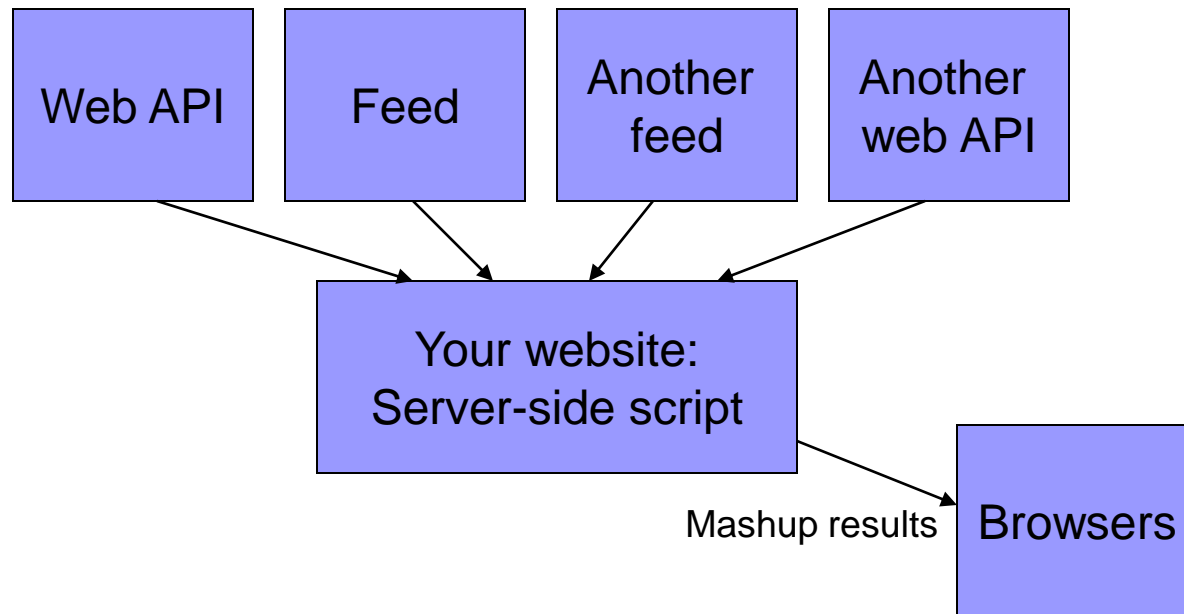 Web API
Feed
Another
feed
Another
web API
Your website:
Server-side script
Mashup results
Browsers